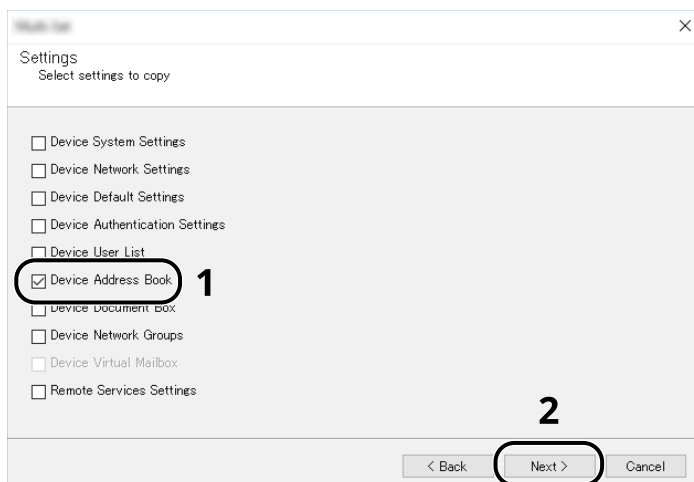 Settings
Select settings to copy
Device System Settings
Device Network Settings
Device Default Settings
Device Authentication Settings
Device User List
Device Address Book 1
Device Document Box
Device Network Groups
Device Virtual Mailbox
Remote Services Settings
2
< Back Next > Cancel